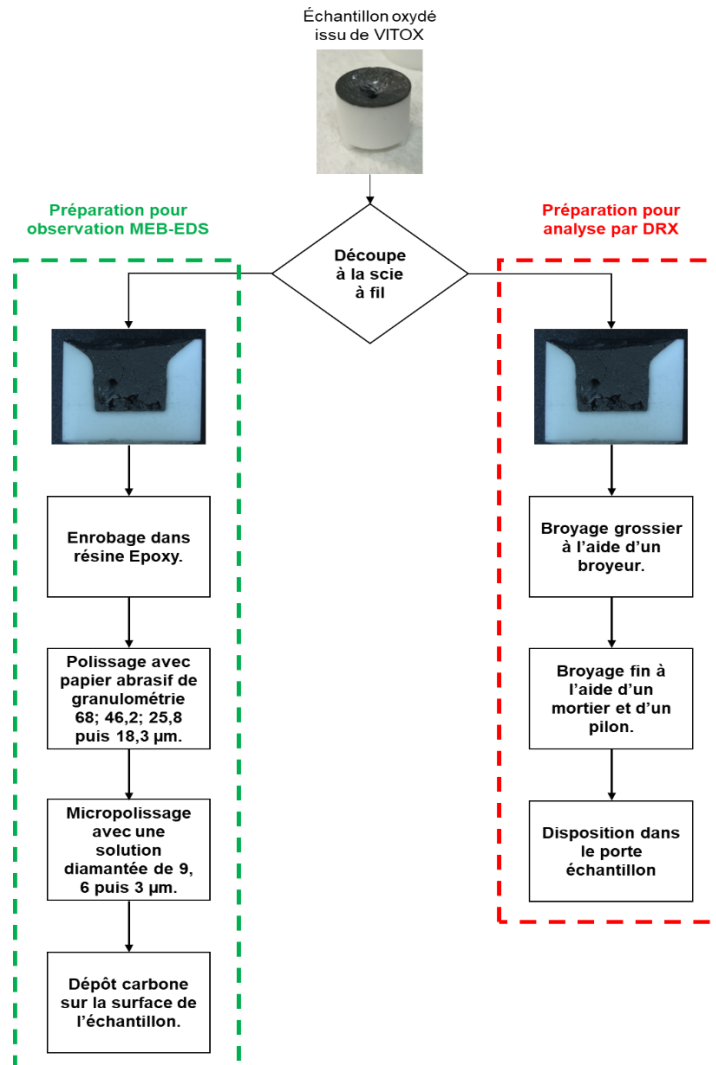 Échantillon oxydé
issu de VITOX
Préparation pour
observation MEB-EDS
Découpe
à la scie
à fil
Préparation pour
analyse par DRX
Enrobage dans
résine Epoxy.
Polissage avec
papier abrasif de
granulométrie
68; 46,2; 25,8
puis 18,3 µm.
Micropolissage
avec une
solution
diamantée de 9,
6 puis 3 µm.
Dépôt carbone
sur la surface de
l’échantillon.
Broyage grossier
à l’aide d’un
broyeur.
Broyage fin à
l’aide d’un
mortier et d’un
pilon.
Disposition dans
le porte
échantillon